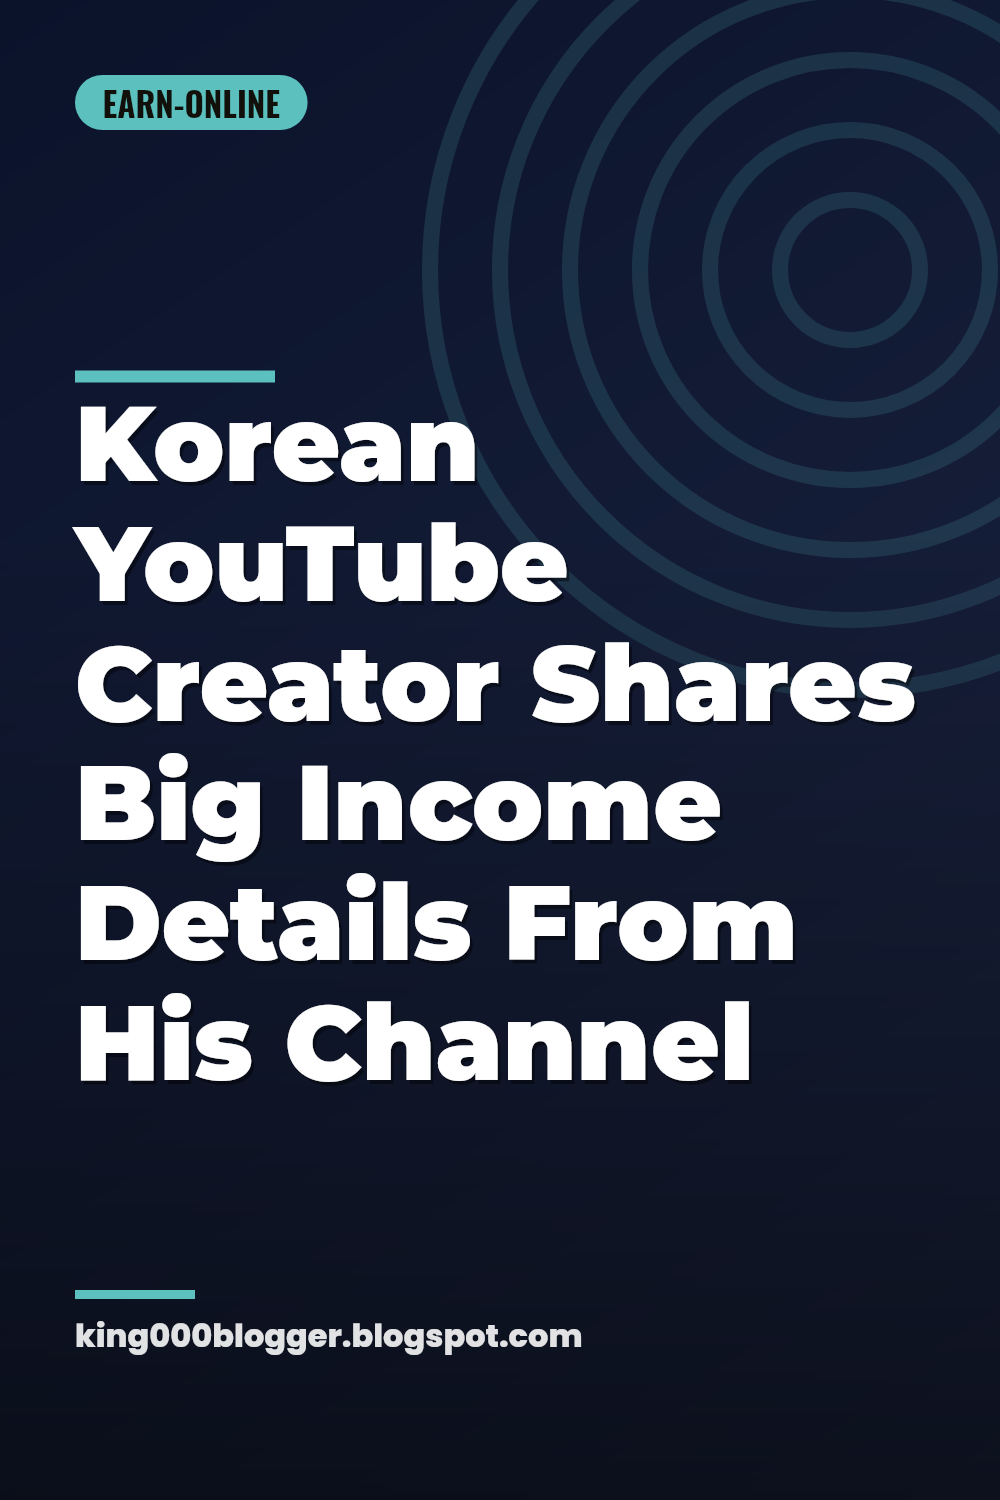 EARN-ONLINE
Korean
YouTube
Creator Shares
Big Income
Details From
His Channel
king000blogger.blogspot.com